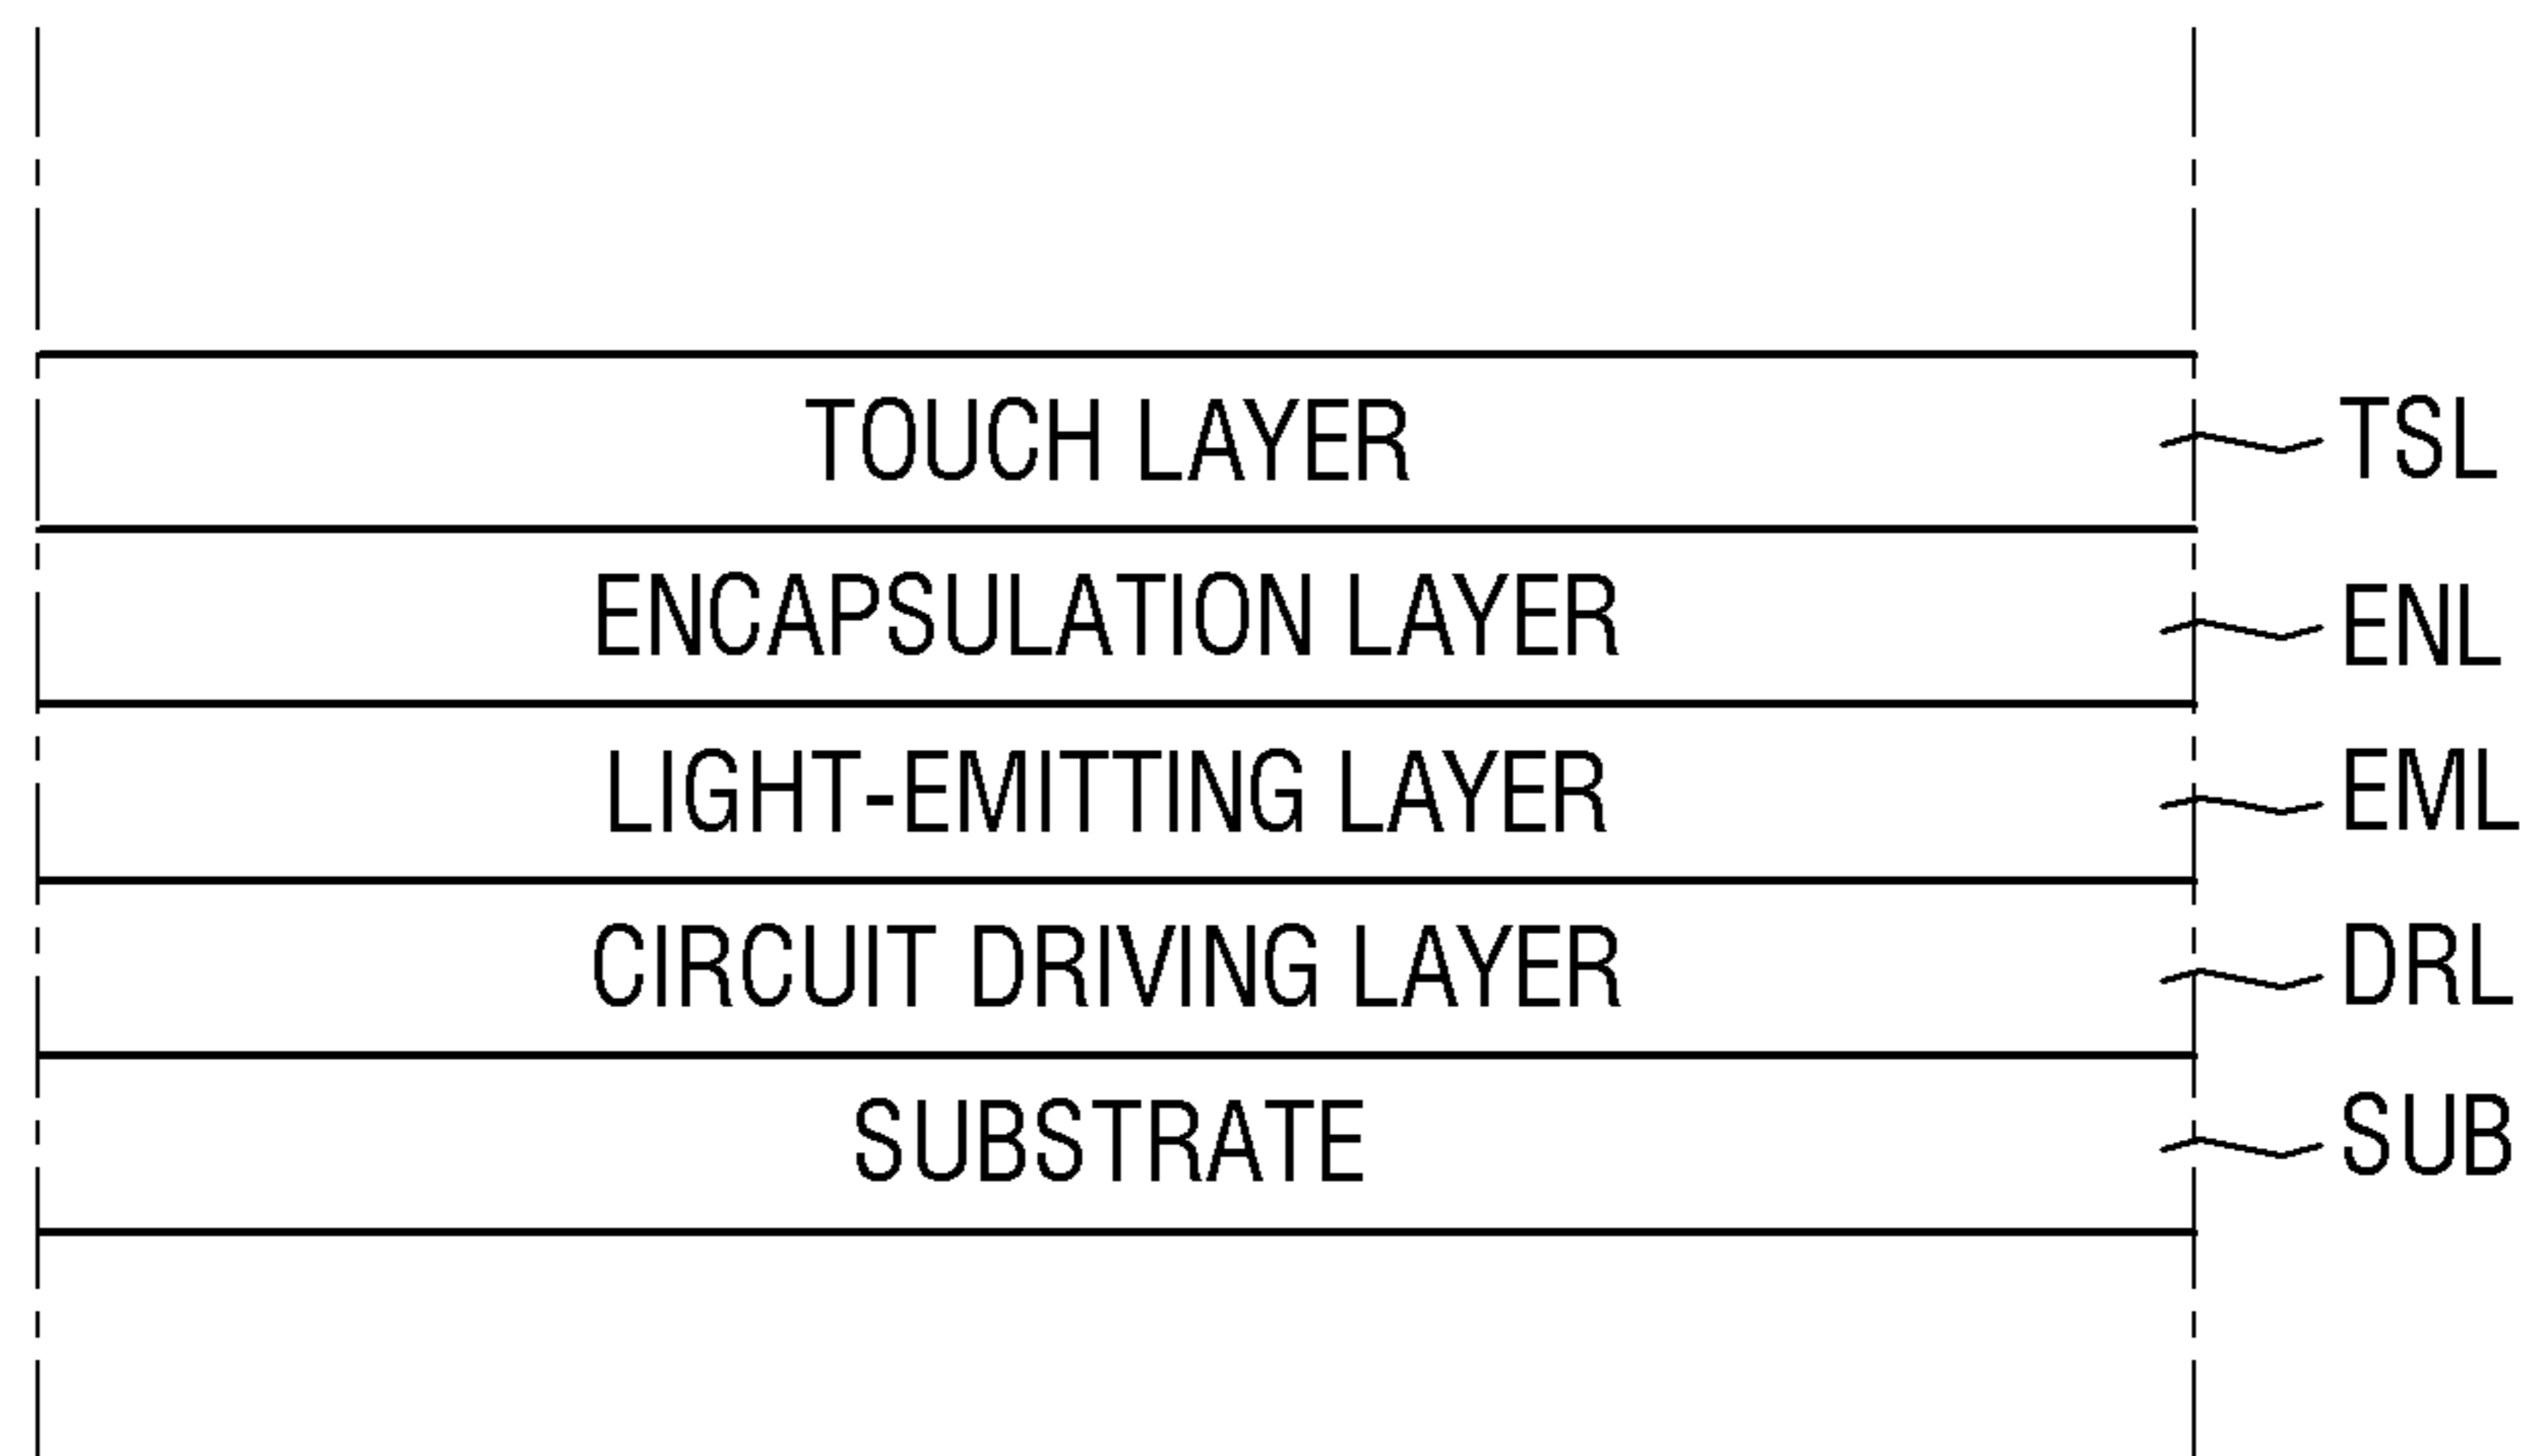 TOUCH LAYER TSL
ENCAPSULATION LAYER ENL
LIGHT-EMITTING LAYER EML
CIRCUIT DRIVING LAYER DRL
SUBSTRATE SUB